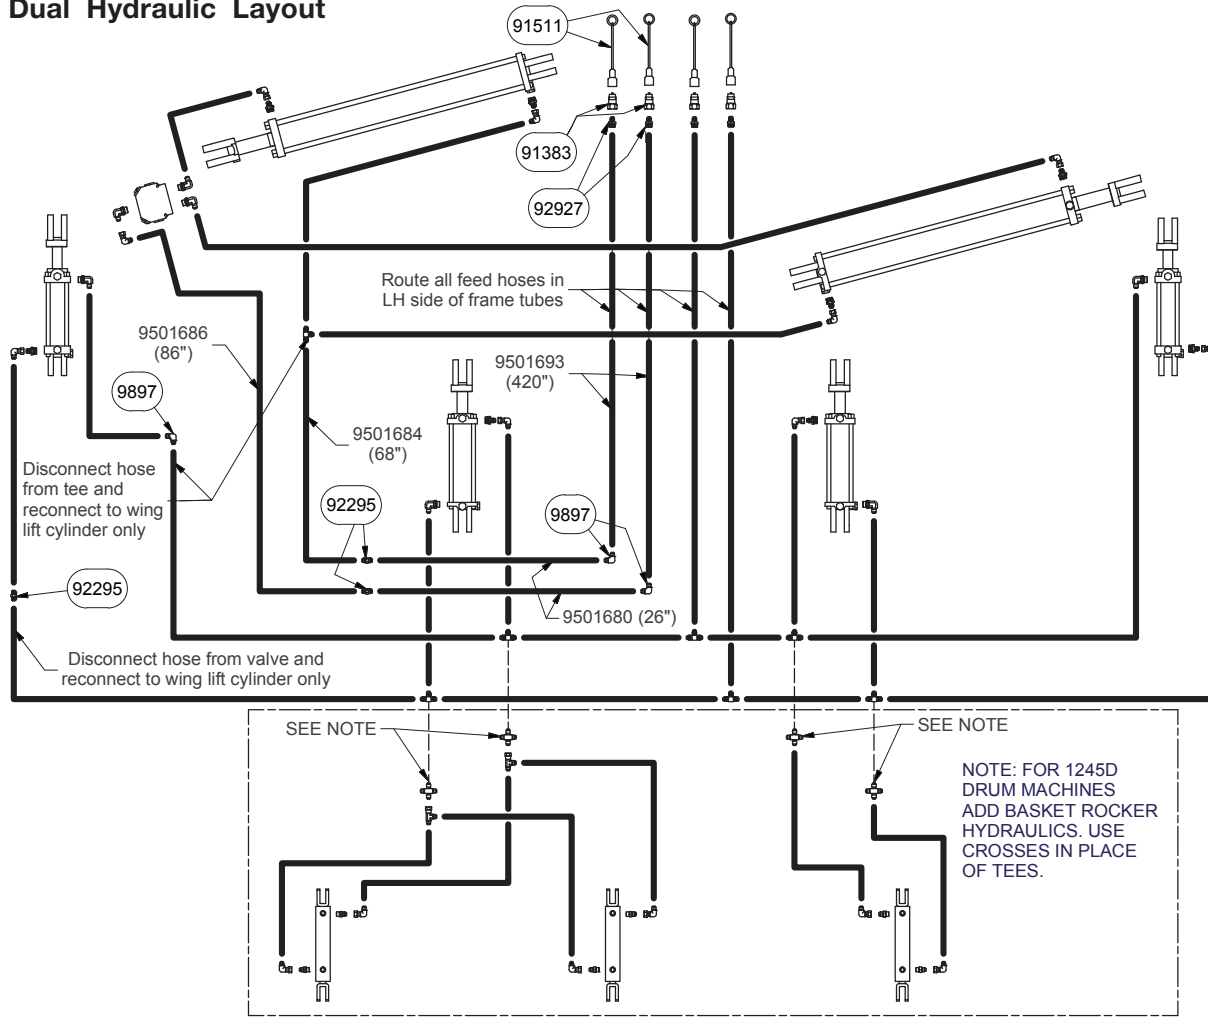 Dual Hydraulic Layout
91511
91383
92927
Route all feed hoses in
LH side of frame tubes
9501686
(86")
9501693
(420")
9897
9501684
(68")
Disconnect hose
from tee and
reconnect to wing
lift cylinder only
92295
9897
92295
9501680 (26")
Disconnect hose from valve and
reconnect to wing lift cylinder only
SEE NOTE
SEE NOTE
NOTE: FOR 1245D
DRUM MACHINES
ADD BASKET ROCKER
HYDRAULICS. USE
CROSSES IN PLACE
OF TEES.